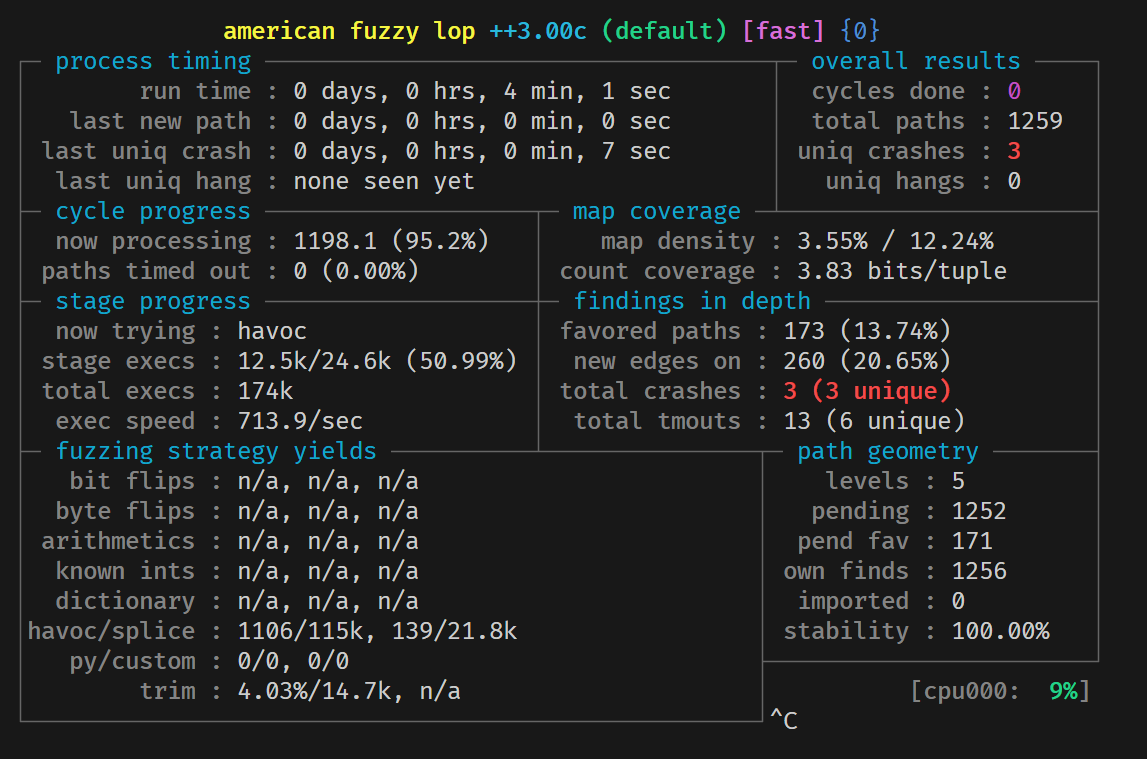 american fuzzy lop ++3.00c (default) [fast] {0}
process timing overall results
run time : 0 days, 0 hrs, 4 min, 1 sec cycles done : 0
last new path : 0 days, 0 hrs, 0 min, 0 sec total paths : 1259
last uniq crash : 0 days, 0 hrs, 0 min, 7 sec uniq crashes : 3
last uniq hang : none seen yet uniq hangs : 0
cycle progress map coverage
now processing : 1198.1 (95.2%) map density : 3.55% / 12.24%
paths timed out : 0 (0.00%) count coverage : 3.83 bits/tuple
stage progress findings in depth
now trying : havoc favored paths : 173 (13.74%)
stage execs : 12.5k/24.6k (50.99%) new edges on : 260 (20.65%)
total execs : 174k total crashes : 3 (3 unique)
exec speed : 713.9/sec total tmouts : 13 (6 unique)
fuzzing strategy yields path geometry
bit flips : n/a, n/a, n/a levels : 5
byte flips : n/a, n/a, n/a pending : 1252
arithmetics : n/a, n/a, n/a pend fav : 171
known ints : n/a, n/a, n/a own finds : 1256
dictionary : n/a, n/a, n/a imported : 0
havoc/splice : 1106/115k, 139/21.8k stability : 100.00%
py/custom : 0/0, 0/0
trim : 4.03%/14.7k, n/a [cpu000: 9%]
^C